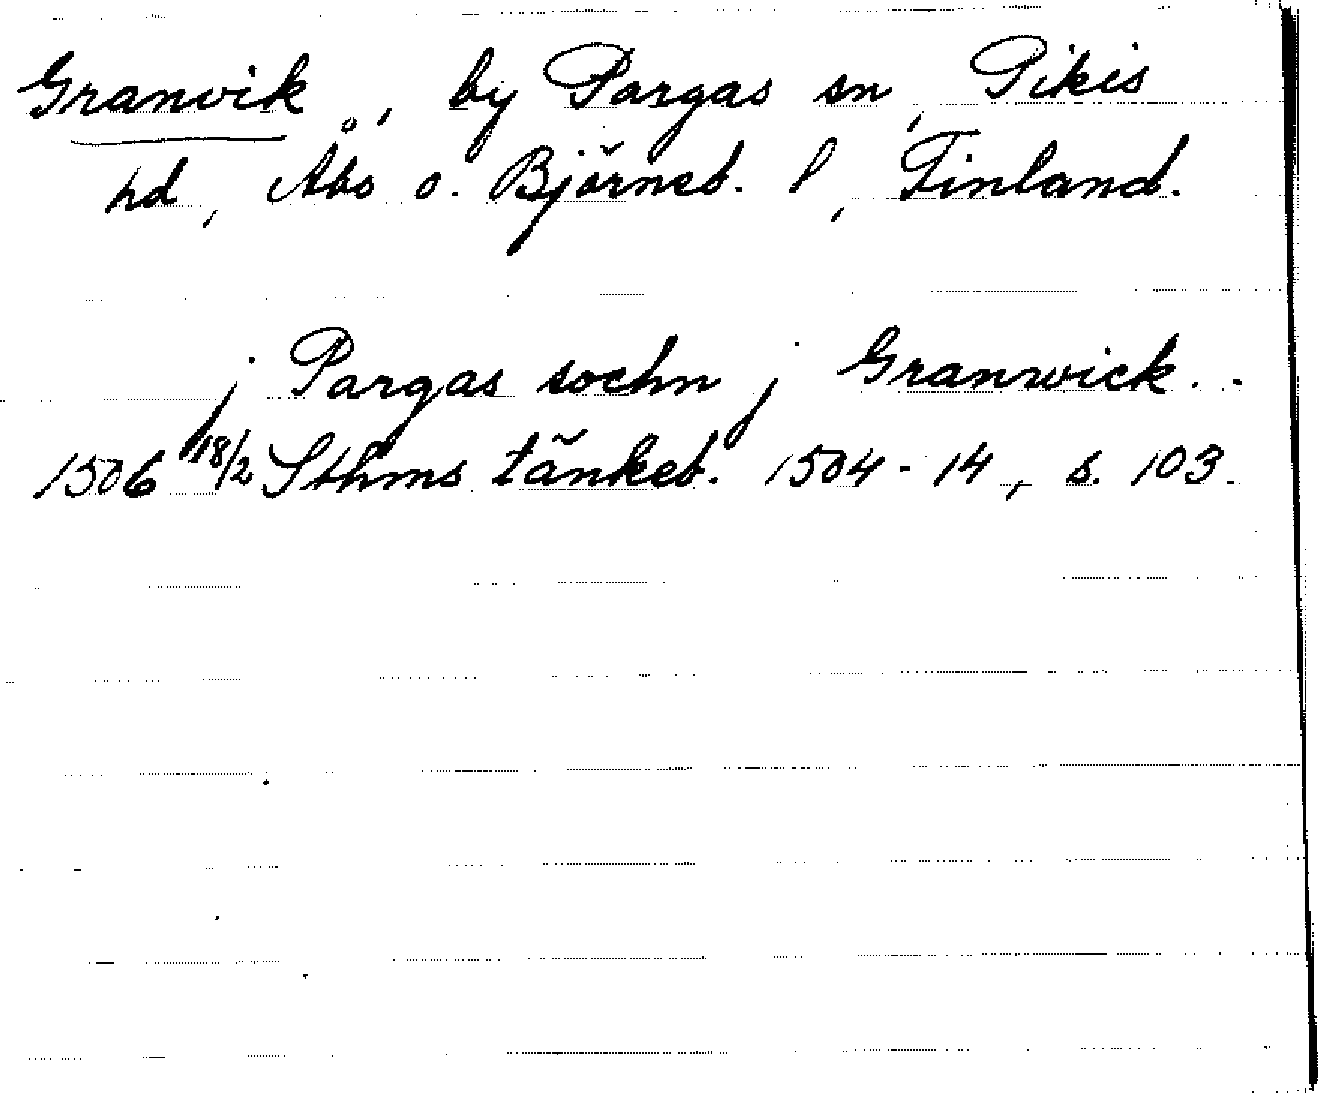 Granvik, by Pargas sn, Pikis
hd, Åbo o. Björneb. l, Finland.
j Pargas sochn j Granwick..
1506 18/2 Sthms tänkeb. 1504-14, s. 103.